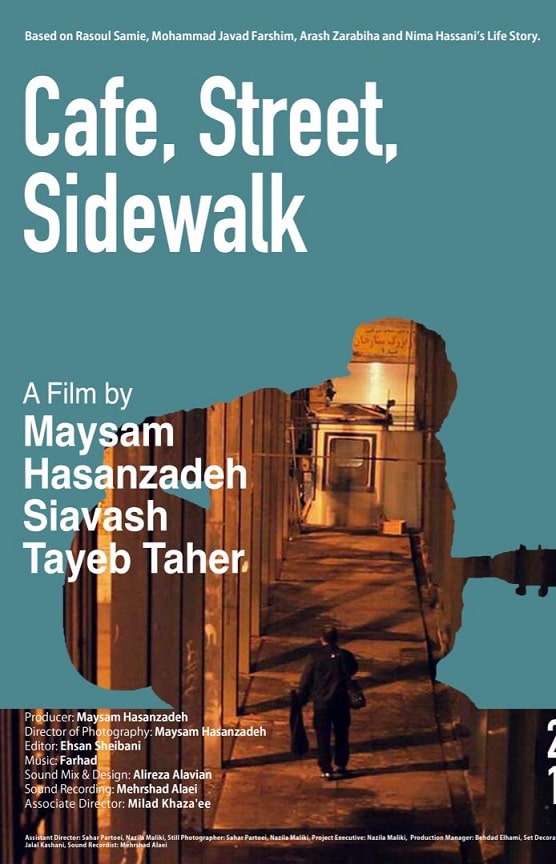 Based on Rasoul Samie, Mohammad Javad Farshim, Arash Zarabiha and Nima Hassani's Life Story.
Cafe, Street,
Sidewalk
A Film by
Maysam
Hasanzadeh
Siavash
Tayeb Taher
Producer: Maysam Hasanzadeh
Director of Photography: Maysam Hasanzadeh
Editor: Ehsan Sheibani
Music: Farhad
Sound Mix & Design: Alireza Alavian
Sound Recording: Mehrshad Alaei
Associate Director: Milad Khaza'ee
2
1
Assistant Director: Sahar Partoei, Nazila Maliki, Still Photographer: Sahar Partoei, Nazila Maliki, Project Executive: Nazila Maliki, Production Manager: Behdad Elhami, Set Decora
Jalal Kashani, Sound Recordist: Mehrshad Alaei